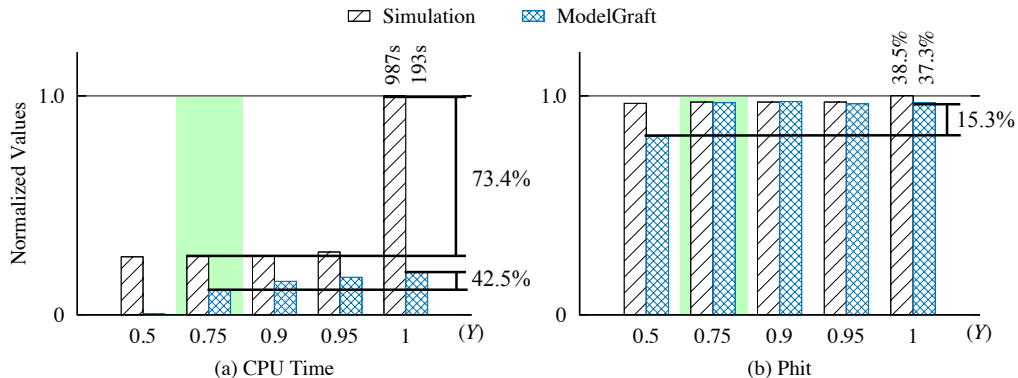 Simulation ModelGraft
987s 193s
38.5% 37.3%
Normalized Values
1.0
0
73.4%
42.5%
0.5 0.75 0.9 0.95 1 (Y)
(a) CPU Time
1.0
0
15.3%
0.5 0.75 0.9 0.95 1 (Y)
(b) Phit